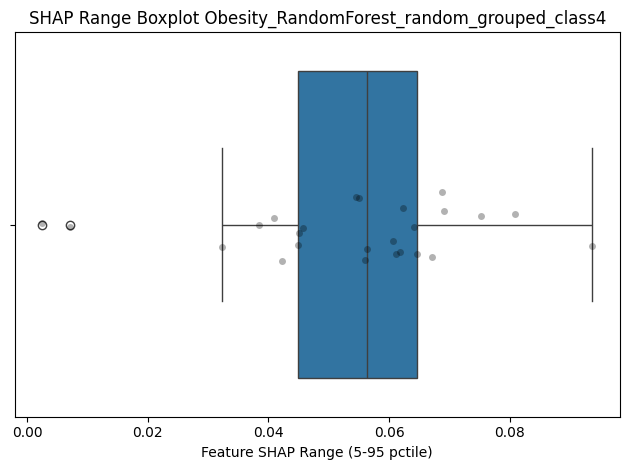 SHAP Range Boxplot Obesity_RandomForest_random_grouped_class4
0.00 0.02 0.04 0.06 0.08
Feature SHAP Range (5-95 pctile)